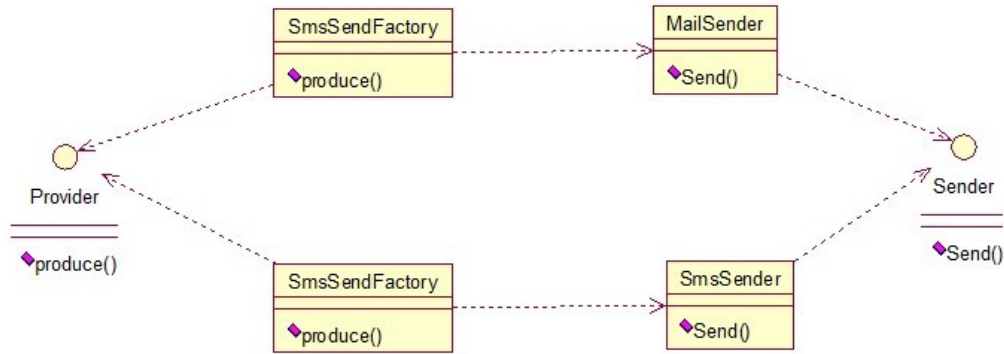 SmsSendFactory
produce()
MailSender
Send()
Provider
produce()
Sender
Send()
SmsSendFactory
produce()
SmsSender
Send()